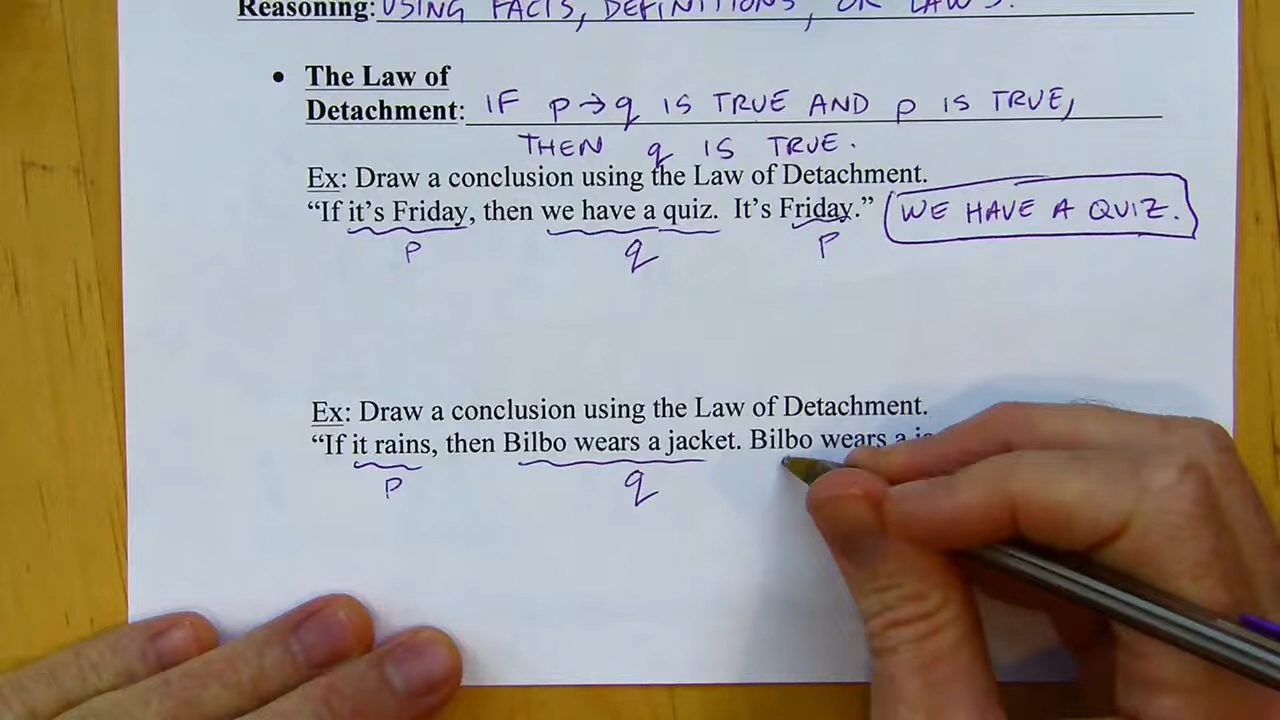 Reasoning: USING FACTS, DEFINITIONS, OR LAWS.
• The Law of
Detachment: IF p→q IS TRUE AND p IS TRUE,
THEN q IS TRUE.
Ex: Draw a conclusion using the Law of Detachment.
“If it’s Friday, then we have a quiz. It’s Friday.” WE HAVE A QUIZ.
p q p
Ex: Draw a conclusion using the Law of Detachment.
“If it rains, then Bilbo wears a jacket. Bilbo wears a
p q